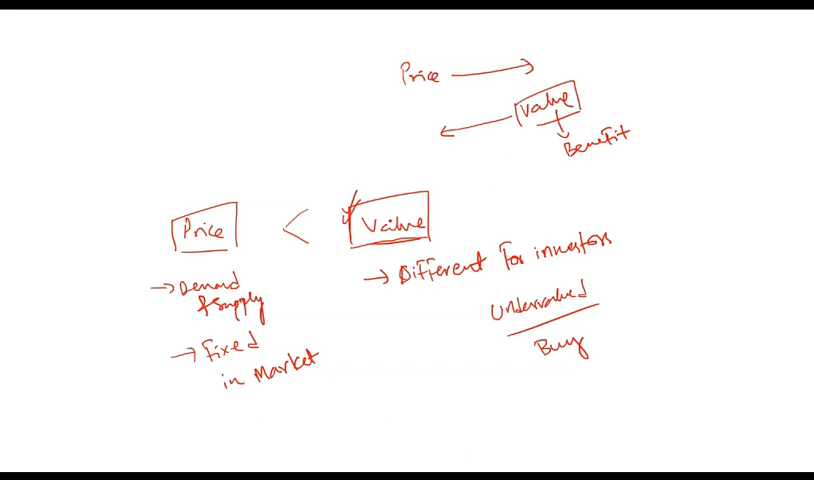 Price →
Value
Benefit
Price < Value
→ Demand
& Supply
→ Fixed
in Market
→ Different For investors
Undervalued
Buy